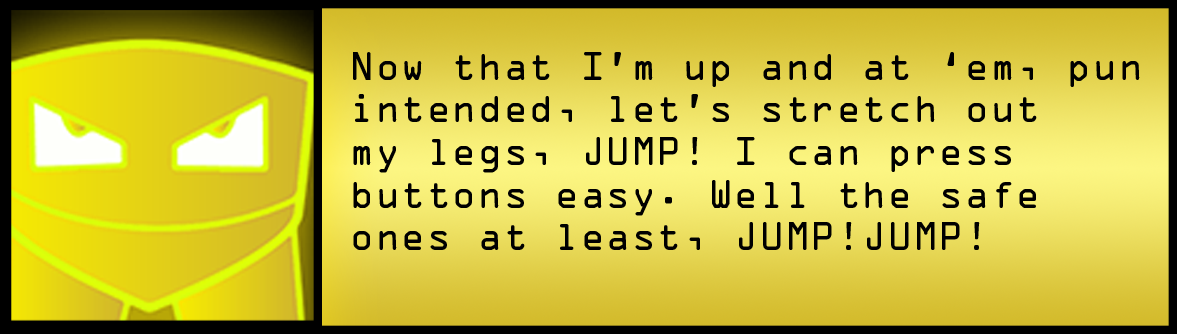 Now that I'm up and at ‘em, pun
intended, let's stretch out
my legs, JUMP! I can press
buttons easy. Well the safe
ones at least, JUMP!JUMP!